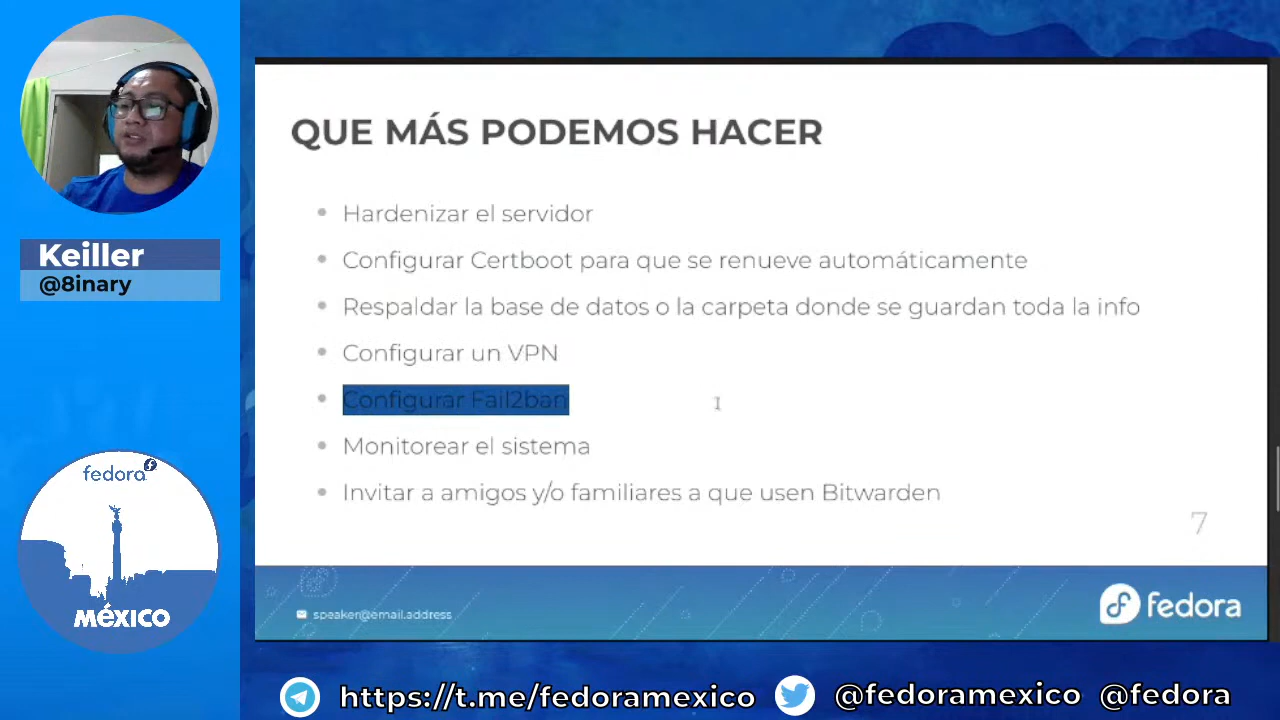 QUE MÁS PODEMOS HACER
Hardenizar el servidor
Configurar Certboot para que se renueve automáticamente
Respaldar la base de datos o la carpeta donde se guardan toda la info
Configurar un VPN
Configurar Fail2ban
Monitorear el sistema
Invitar a amigos y/o familiares a que usen Bitwarden
7
speaker@email.address
fedora
Keiller
@8inary
fedora
MéXICO
https://t.me/fedoramexico @fedoramexico @fedora